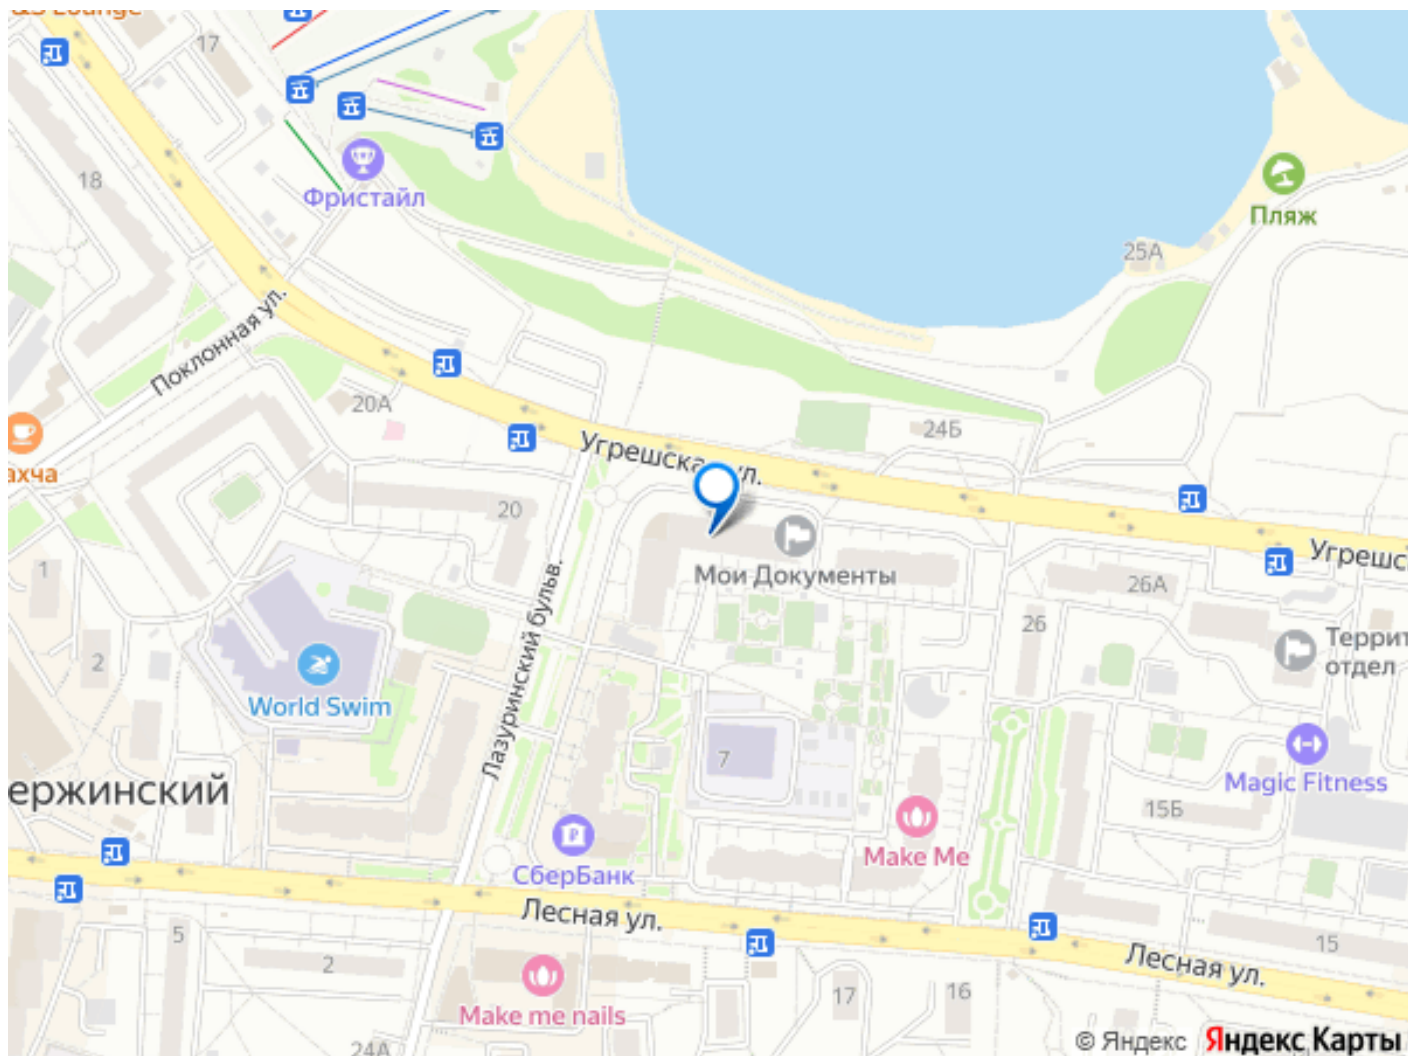 &S Lounge
17
18
Фристайл
Пляж
25А
Поклонная ул.
20А
24Б
Угрешская ул.
ахча
20
Мои Документы
Угрешс
1
26А
26
Террит
отдел
2
World Swim
Лазуринский бульв.
7
Magic Fitness
ержинский
15Б
Make Me
СберБанк
Лесная ул.
5
2
15
Лесная ул.
17
16
Make me nails
24А
© Яндекс Яндекс Карты